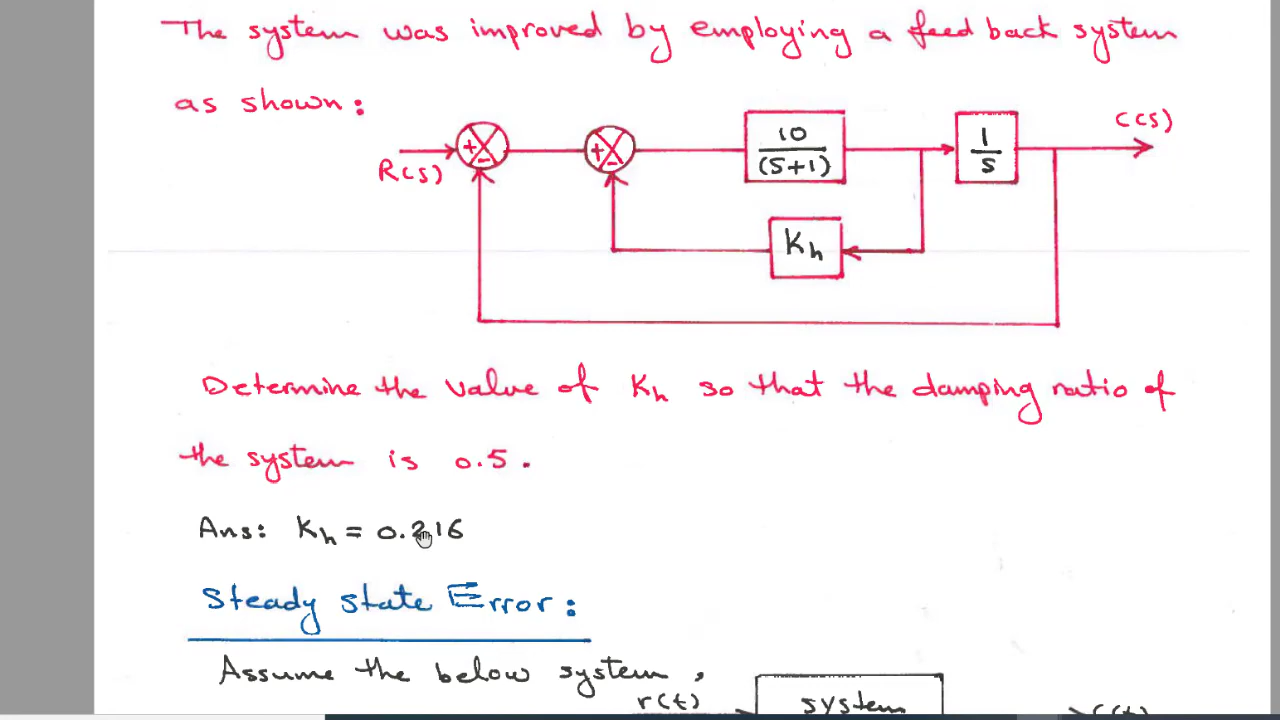 The system was improved by employing a feed back system
as shown:
R(s) + - + - 10/(S+1) 1/S C(S)
Kh
Determine the value of Kh so that the damping ratio of
the system is 0.5.
Ans: Kh = 0.216
Steady state Error:
Assume the below system,
r(t) system c(t)